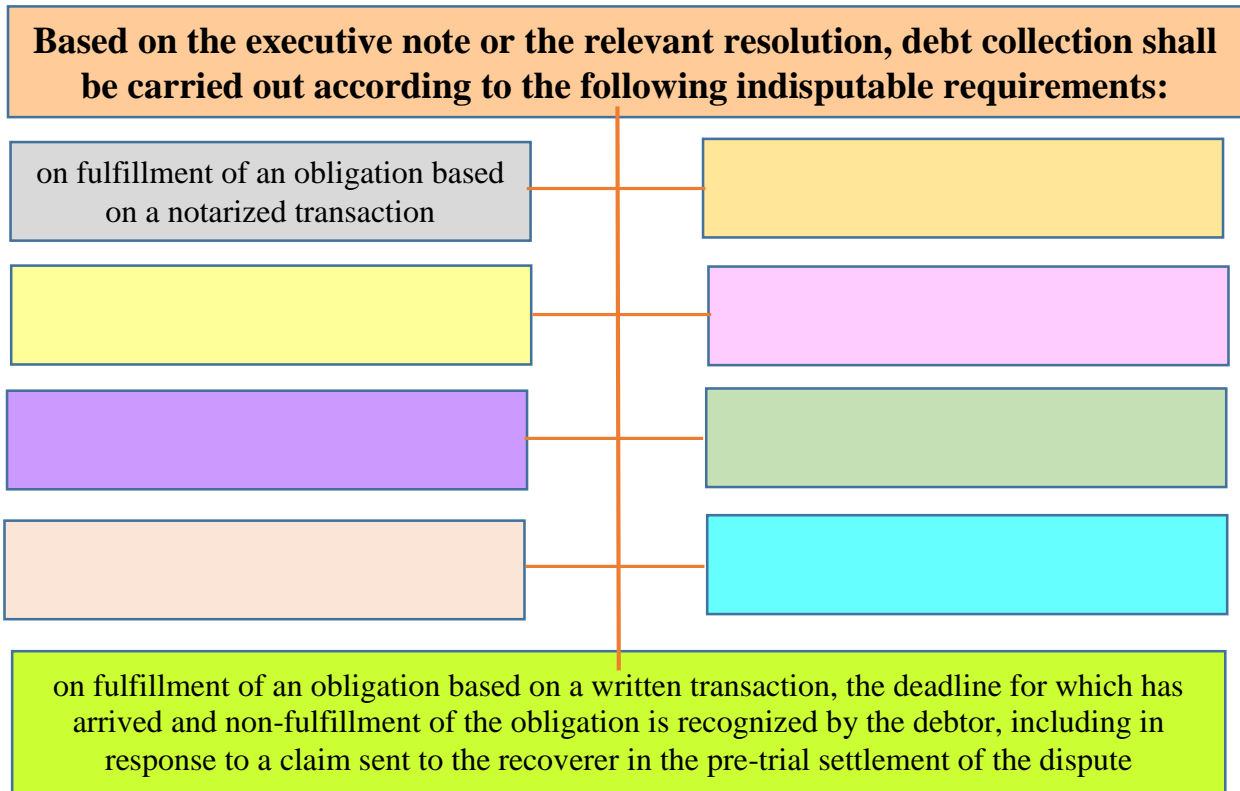 Based on the executive note or the relevant resolution, debt collection shall
be carried out according to the following indisputable requirements:
on fulfillment of an obligation based
on a notarized transaction
on fulfillment of an obligation based on a written transaction, the deadline for which has
arrived and non-fulfillment of the obligation is recognized by the debtor, including in
response to a claim sent to the recoverer in the pre-trial settlement of the dispute